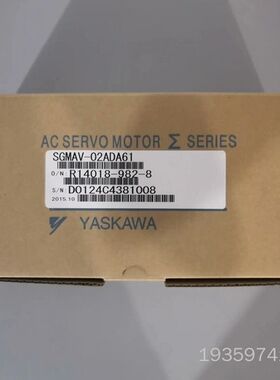 AC SERVO MOTOR Σ SERIES
SGMAV-02ADA61
O/N R14018-982-8
S/N D0124C4381008
2015.10
YASKAWA
1935974